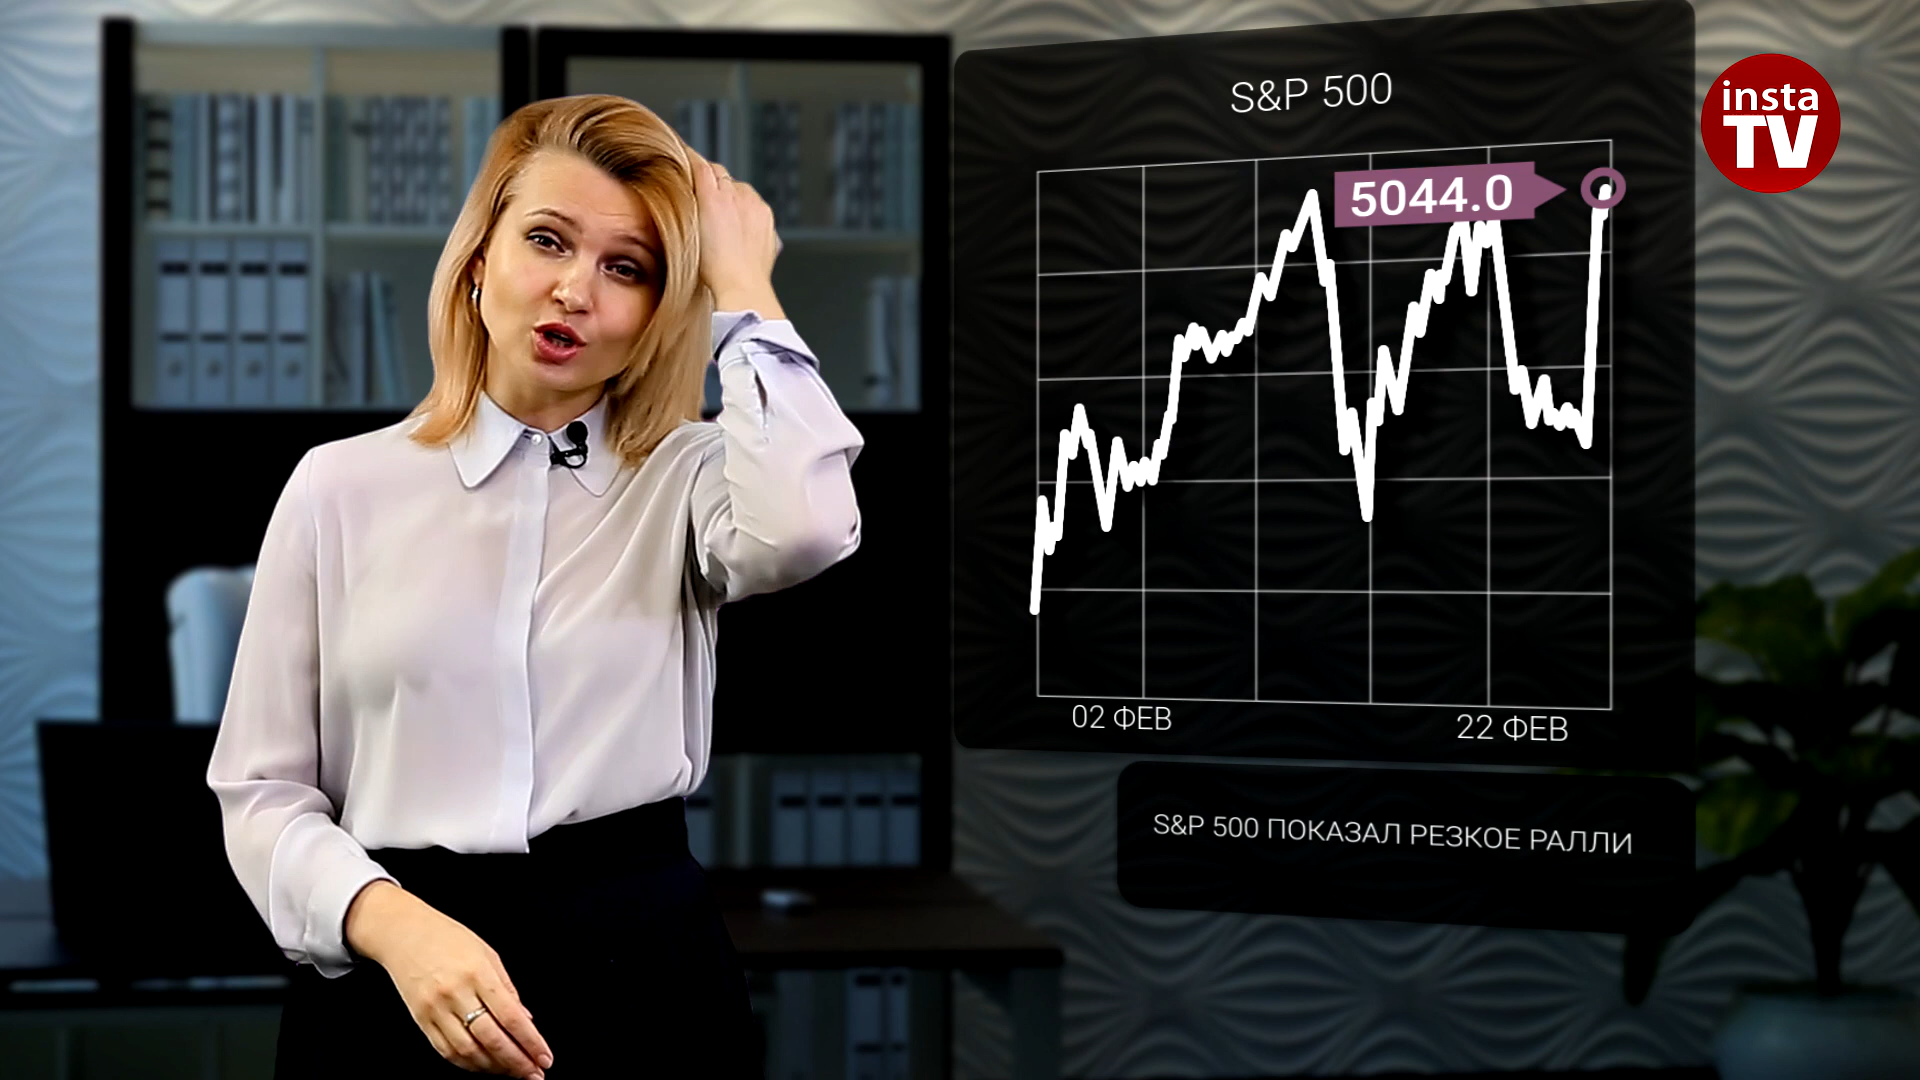 S&P 500
insta
TV
5044.0
02 ФЕВ
22 ФЕВ
S&P 500 ПОКАЗАЛ РЕЗКОЕ РАЛЛИ